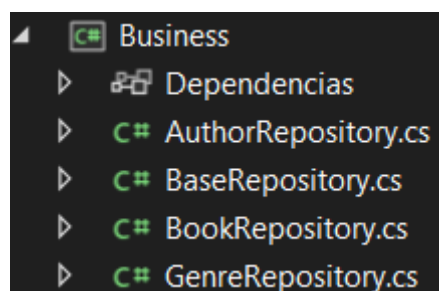 C# Business
Dependencias
C# AuthorRepository.cs
C# BaseRepository.cs
C# BookRepository.cs
C# GenreRepository.cs